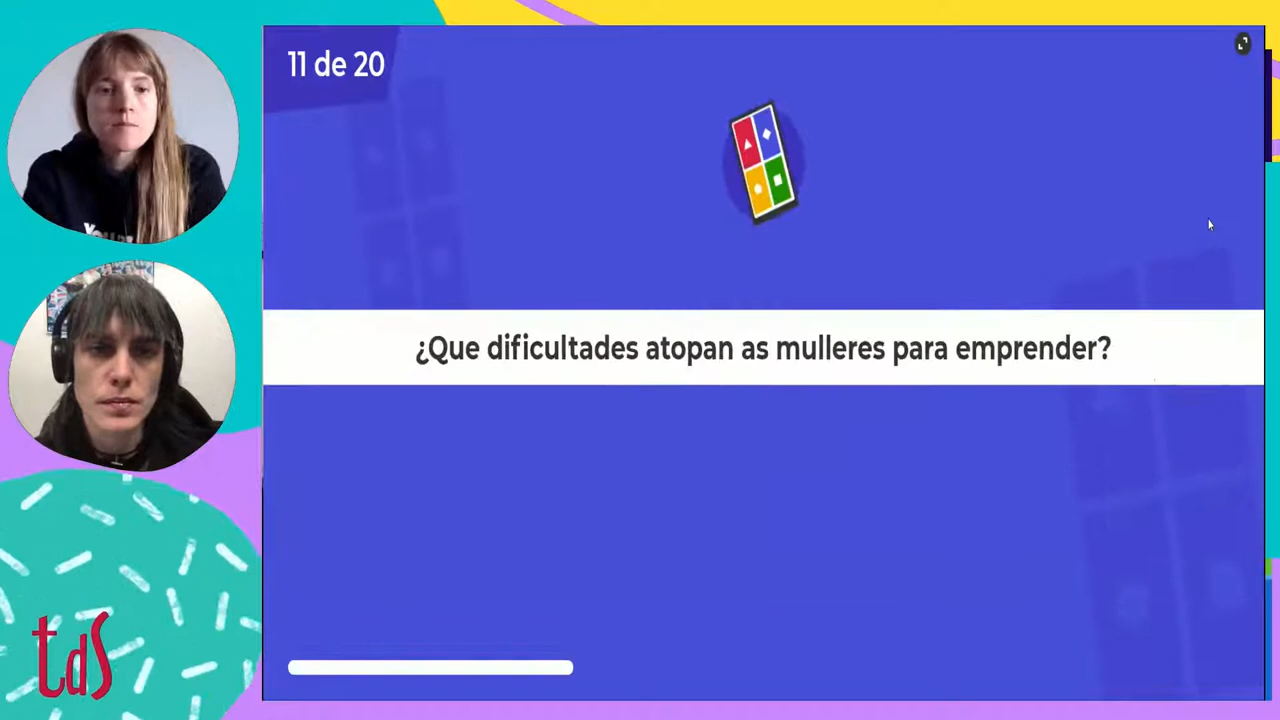 11 de 20
¿Que dificultades atopan as mulleres para emprender?
tds